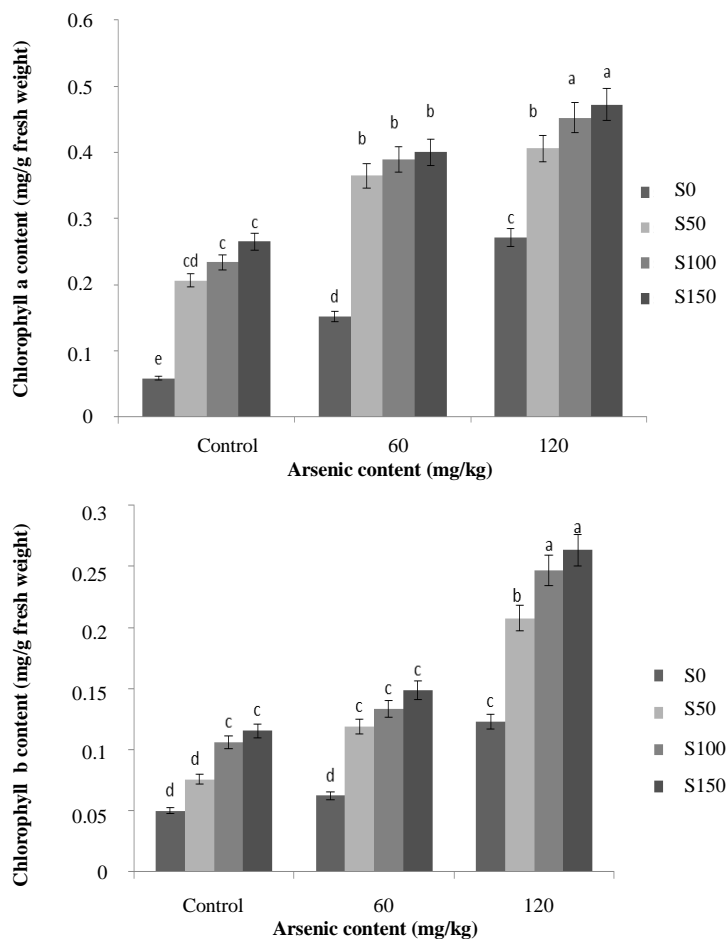 0.6
0.5
0.4
0.3
0.2
0.1
0
Chlorophyll a content (mg/g fresh weight)
e
cd
c
c
d
b
b
b
c
b
a
a
Control
60
120
Arsenic content (mg/kg)
S0
S50
S100
S150
0.3
0.25
0.2
0.15
0.1
0.05
0
Chlorophyll b content (mg/g fresh weight)
d
d
c
c
d
c
c
c
c
b
a
a
Control
60
120
Arsenic content (mg/kg)
S0
S50
S100
S150